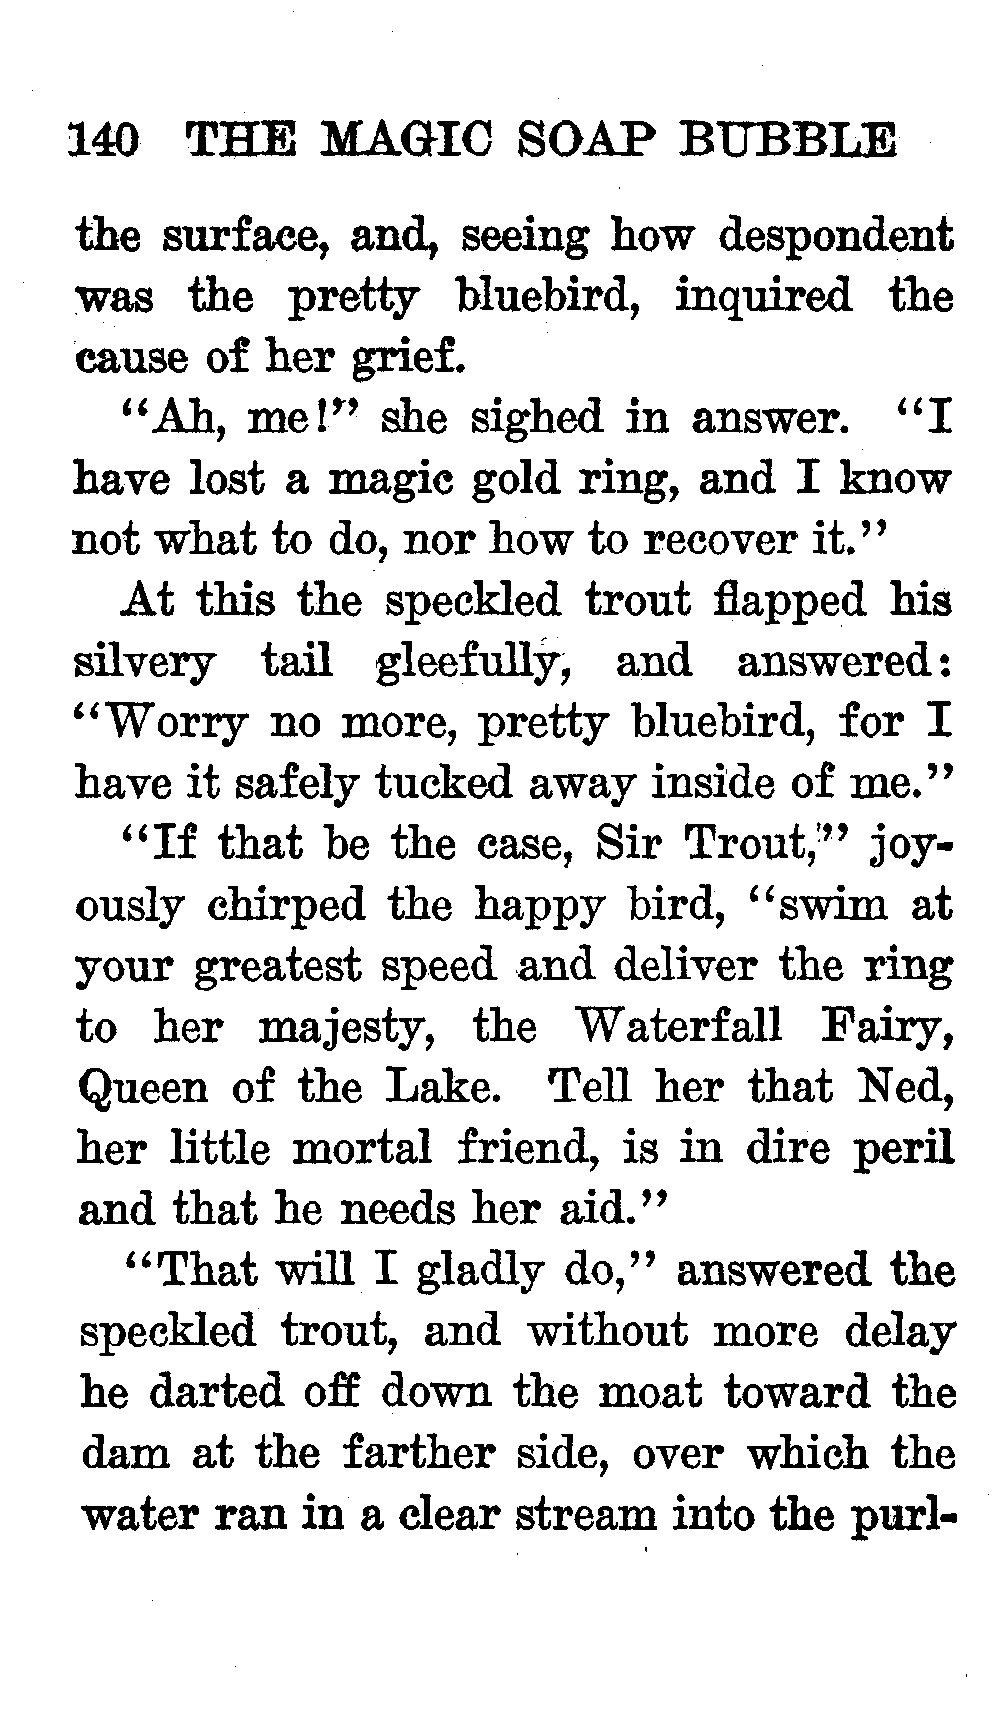 140 THE MAGIC SOAP BUBBLE
the surface, and, seeing how despondent
was the pretty bluebird, inquired the
cause of her grief.
"Ah, me!" she sighed in answer. "I
have lost a magic gold ring, and I know
not what to do, nor how to recover it."
At this the speckled trout flapped his
silvery tail gleefully, and answered:
"Worry no more, pretty bluebird, for I
have it safely tucked away inside of me."
"If that be the case, Sir Trout," joy-
ously chirped the happy bird, "swim at
your greatest speed and deliver the ring
to her majesty, the Waterfall Fairy,
Queen of the Lake. Tell her that Ned,
her little mortal friend, is in dire peril
and that he needs her aid."
"That will I gladly do," answered the
speckled trout, and without more delay
he darted off down the moat toward the
dam at the farther side, over which the
water ran in a clear stream into the purl-